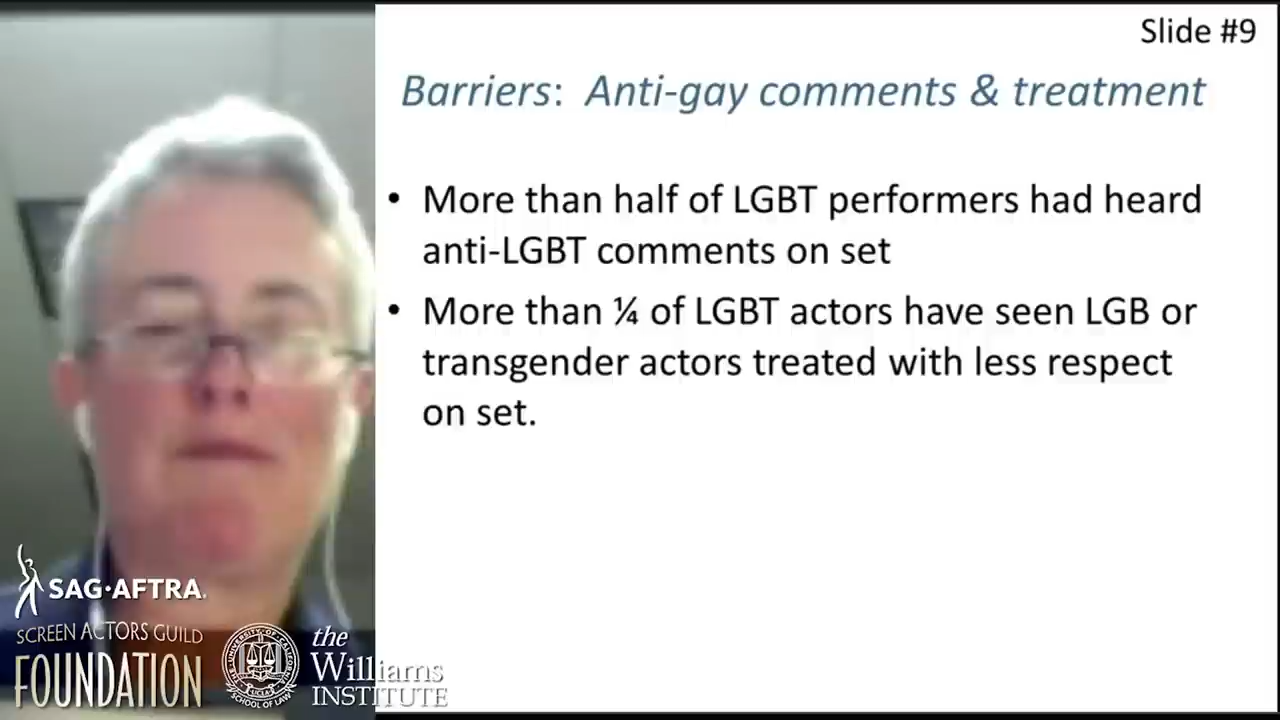 Slide #9
Barriers: Anti-gay comments & treatment
• More than half of LGBT performers had heard
anti-LGBT comments on set
• More than ¼ of LGBT actors have seen LGB or
transgender actors treated with less respect
on set.
SAG·AFTRA.
SCREEN ACTORS GUILD
FOUNDATION
the
Williams
INSTITUTE